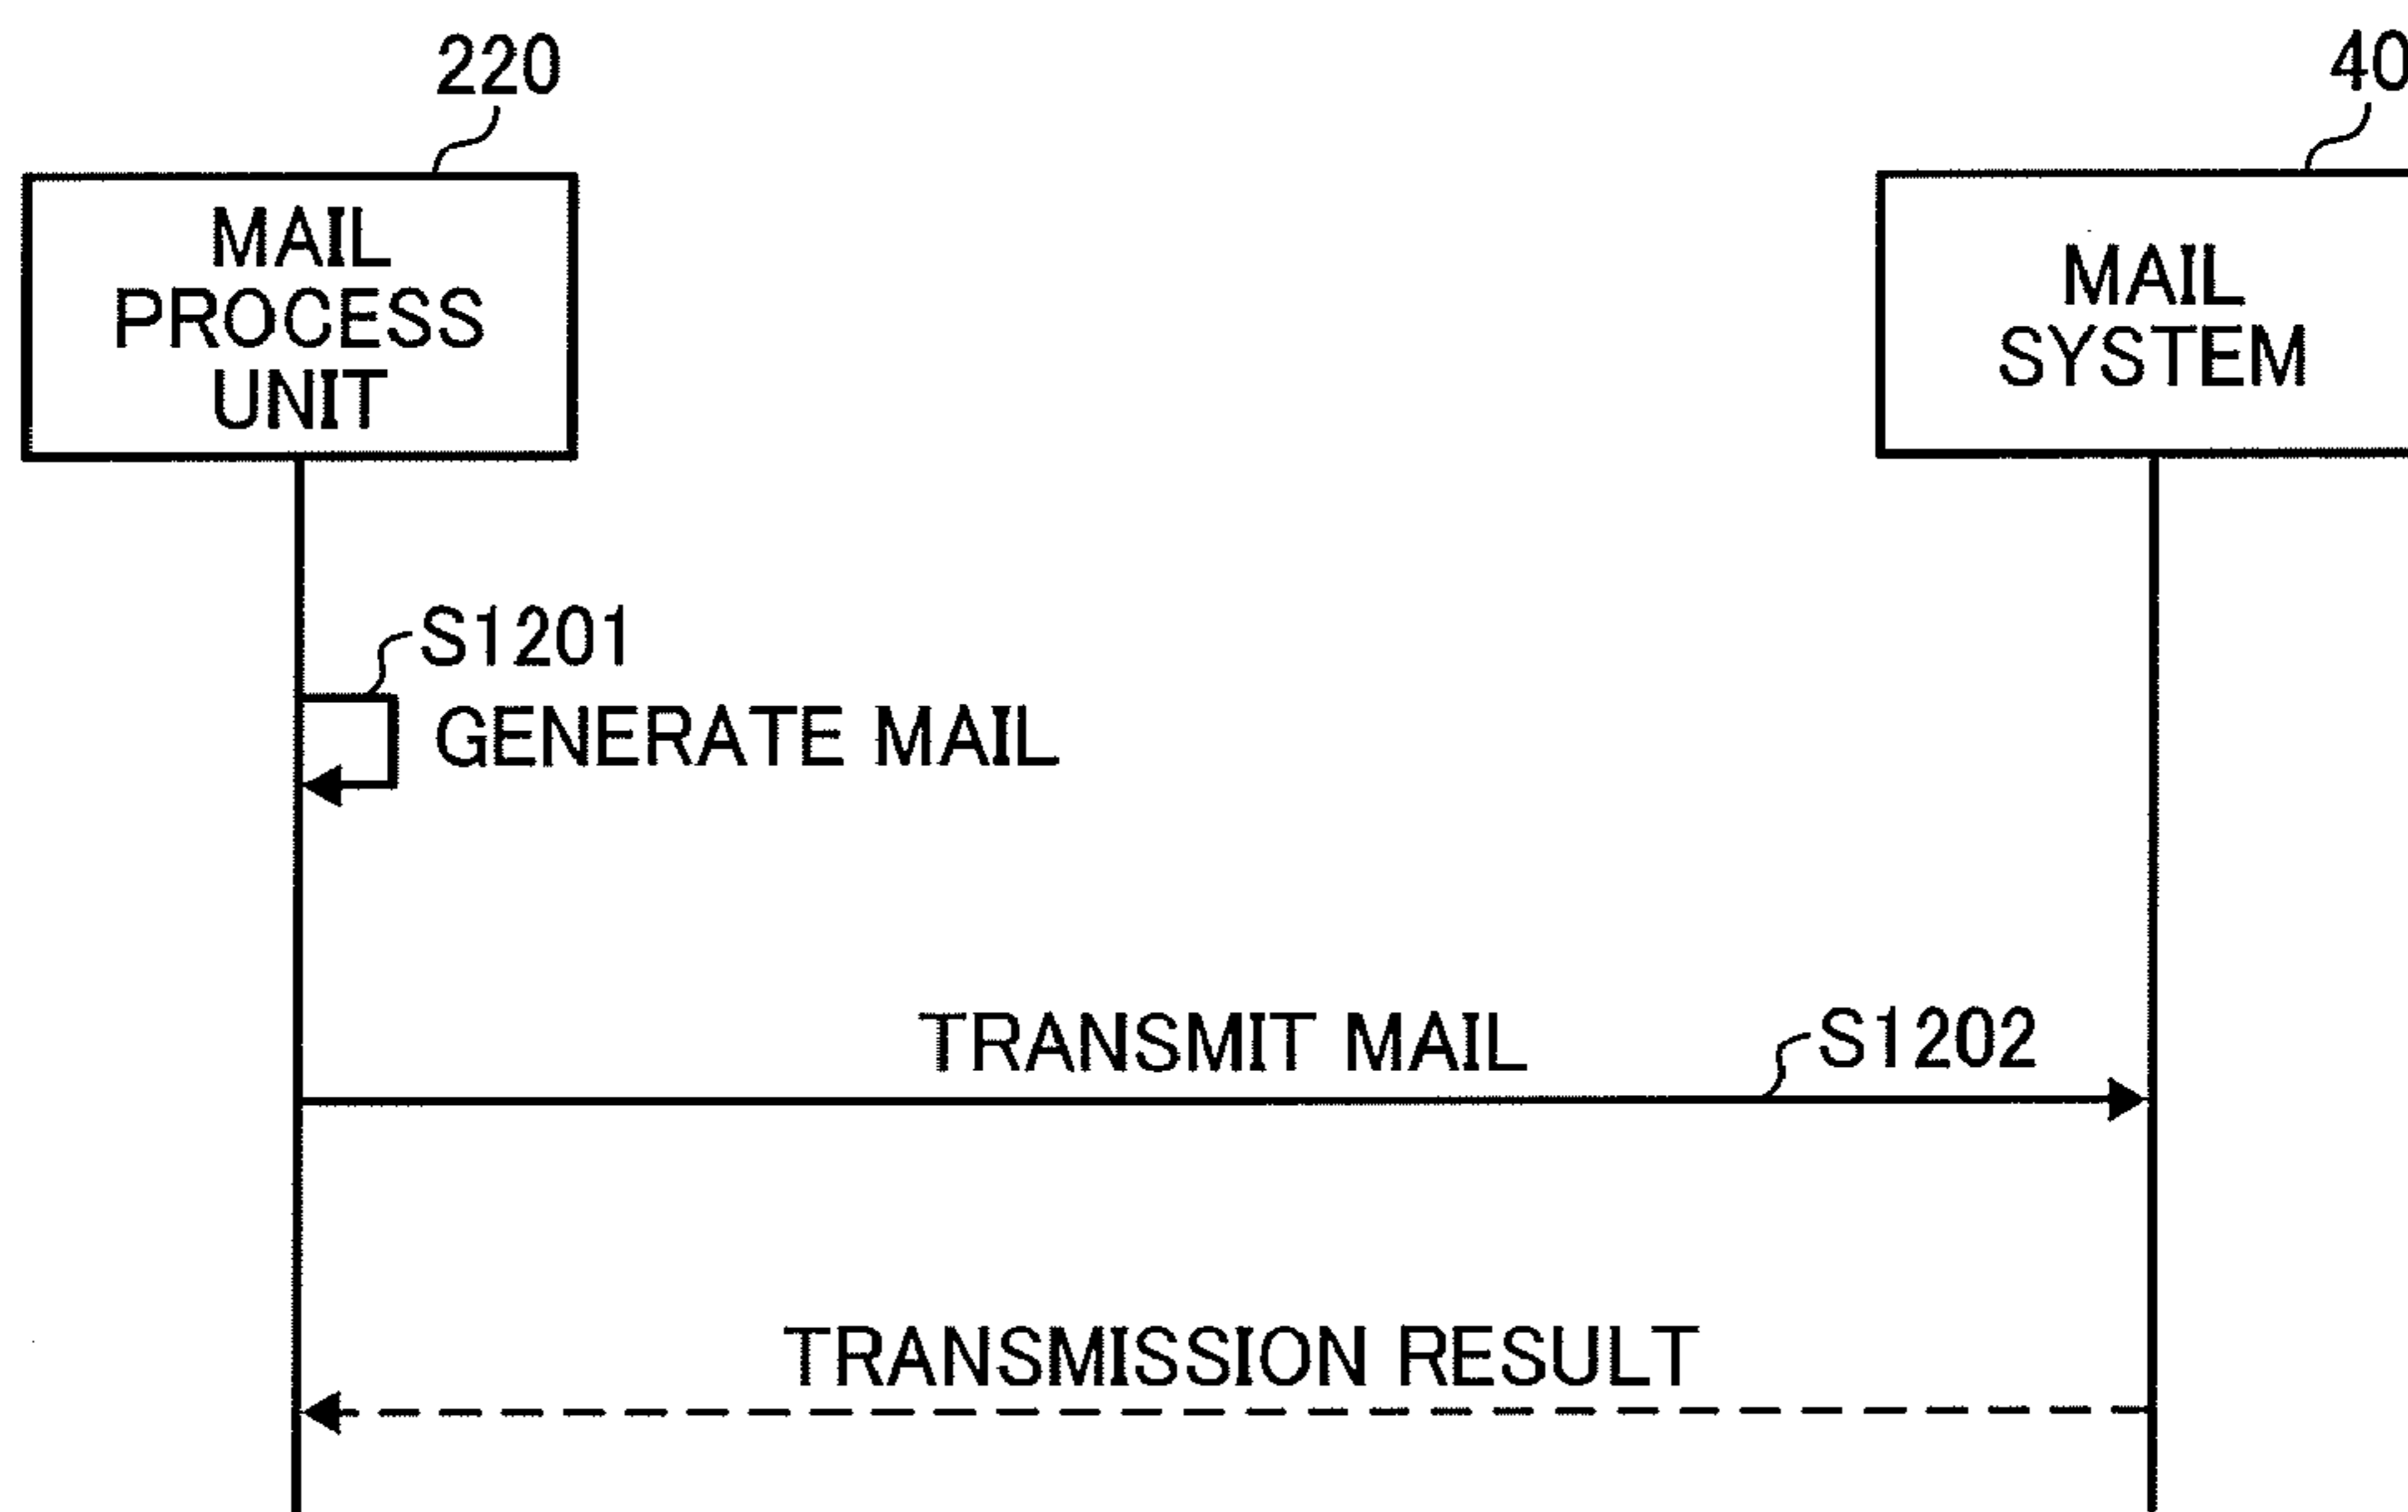 220
40
MAIL
PROCESS
UNIT
MAIL
SYSTEM
S1201
GENERATE MAIL
TRANSMIT MAIL
S1202
TRANSMISSION RESULT